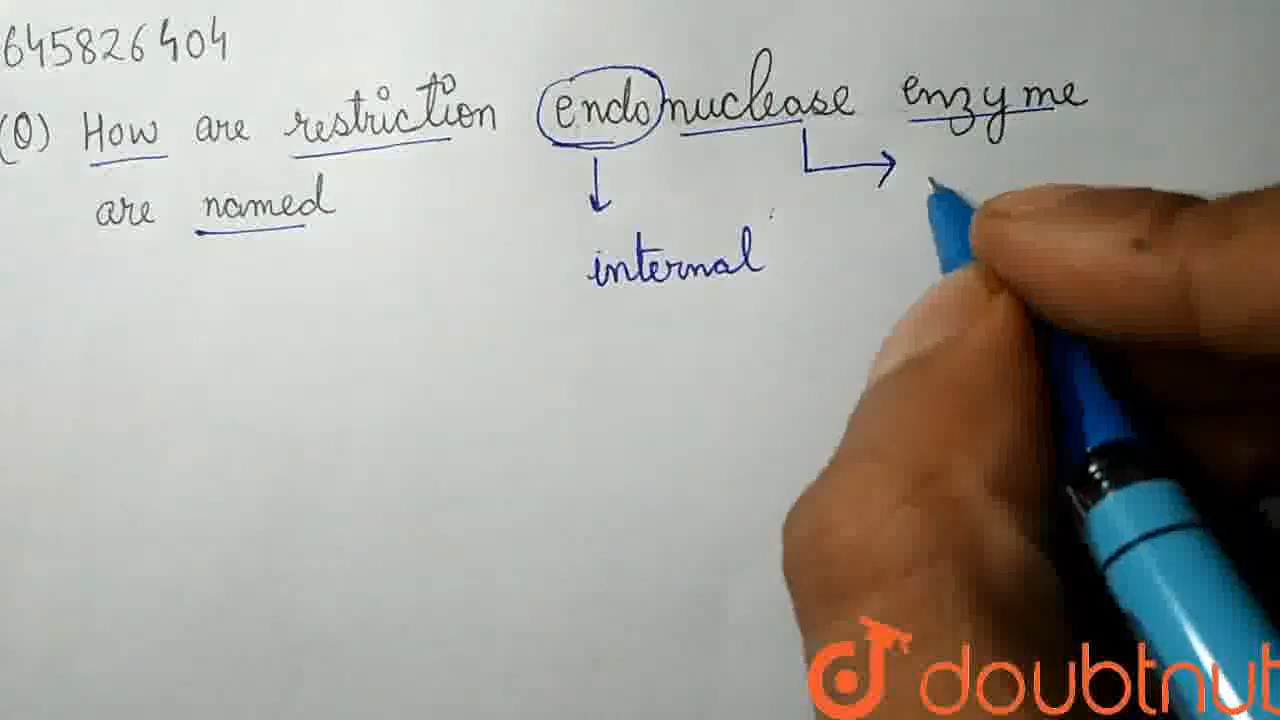 645826404
(Q) How are restriction endonuclease enzyme
are named
internal
doubtnut